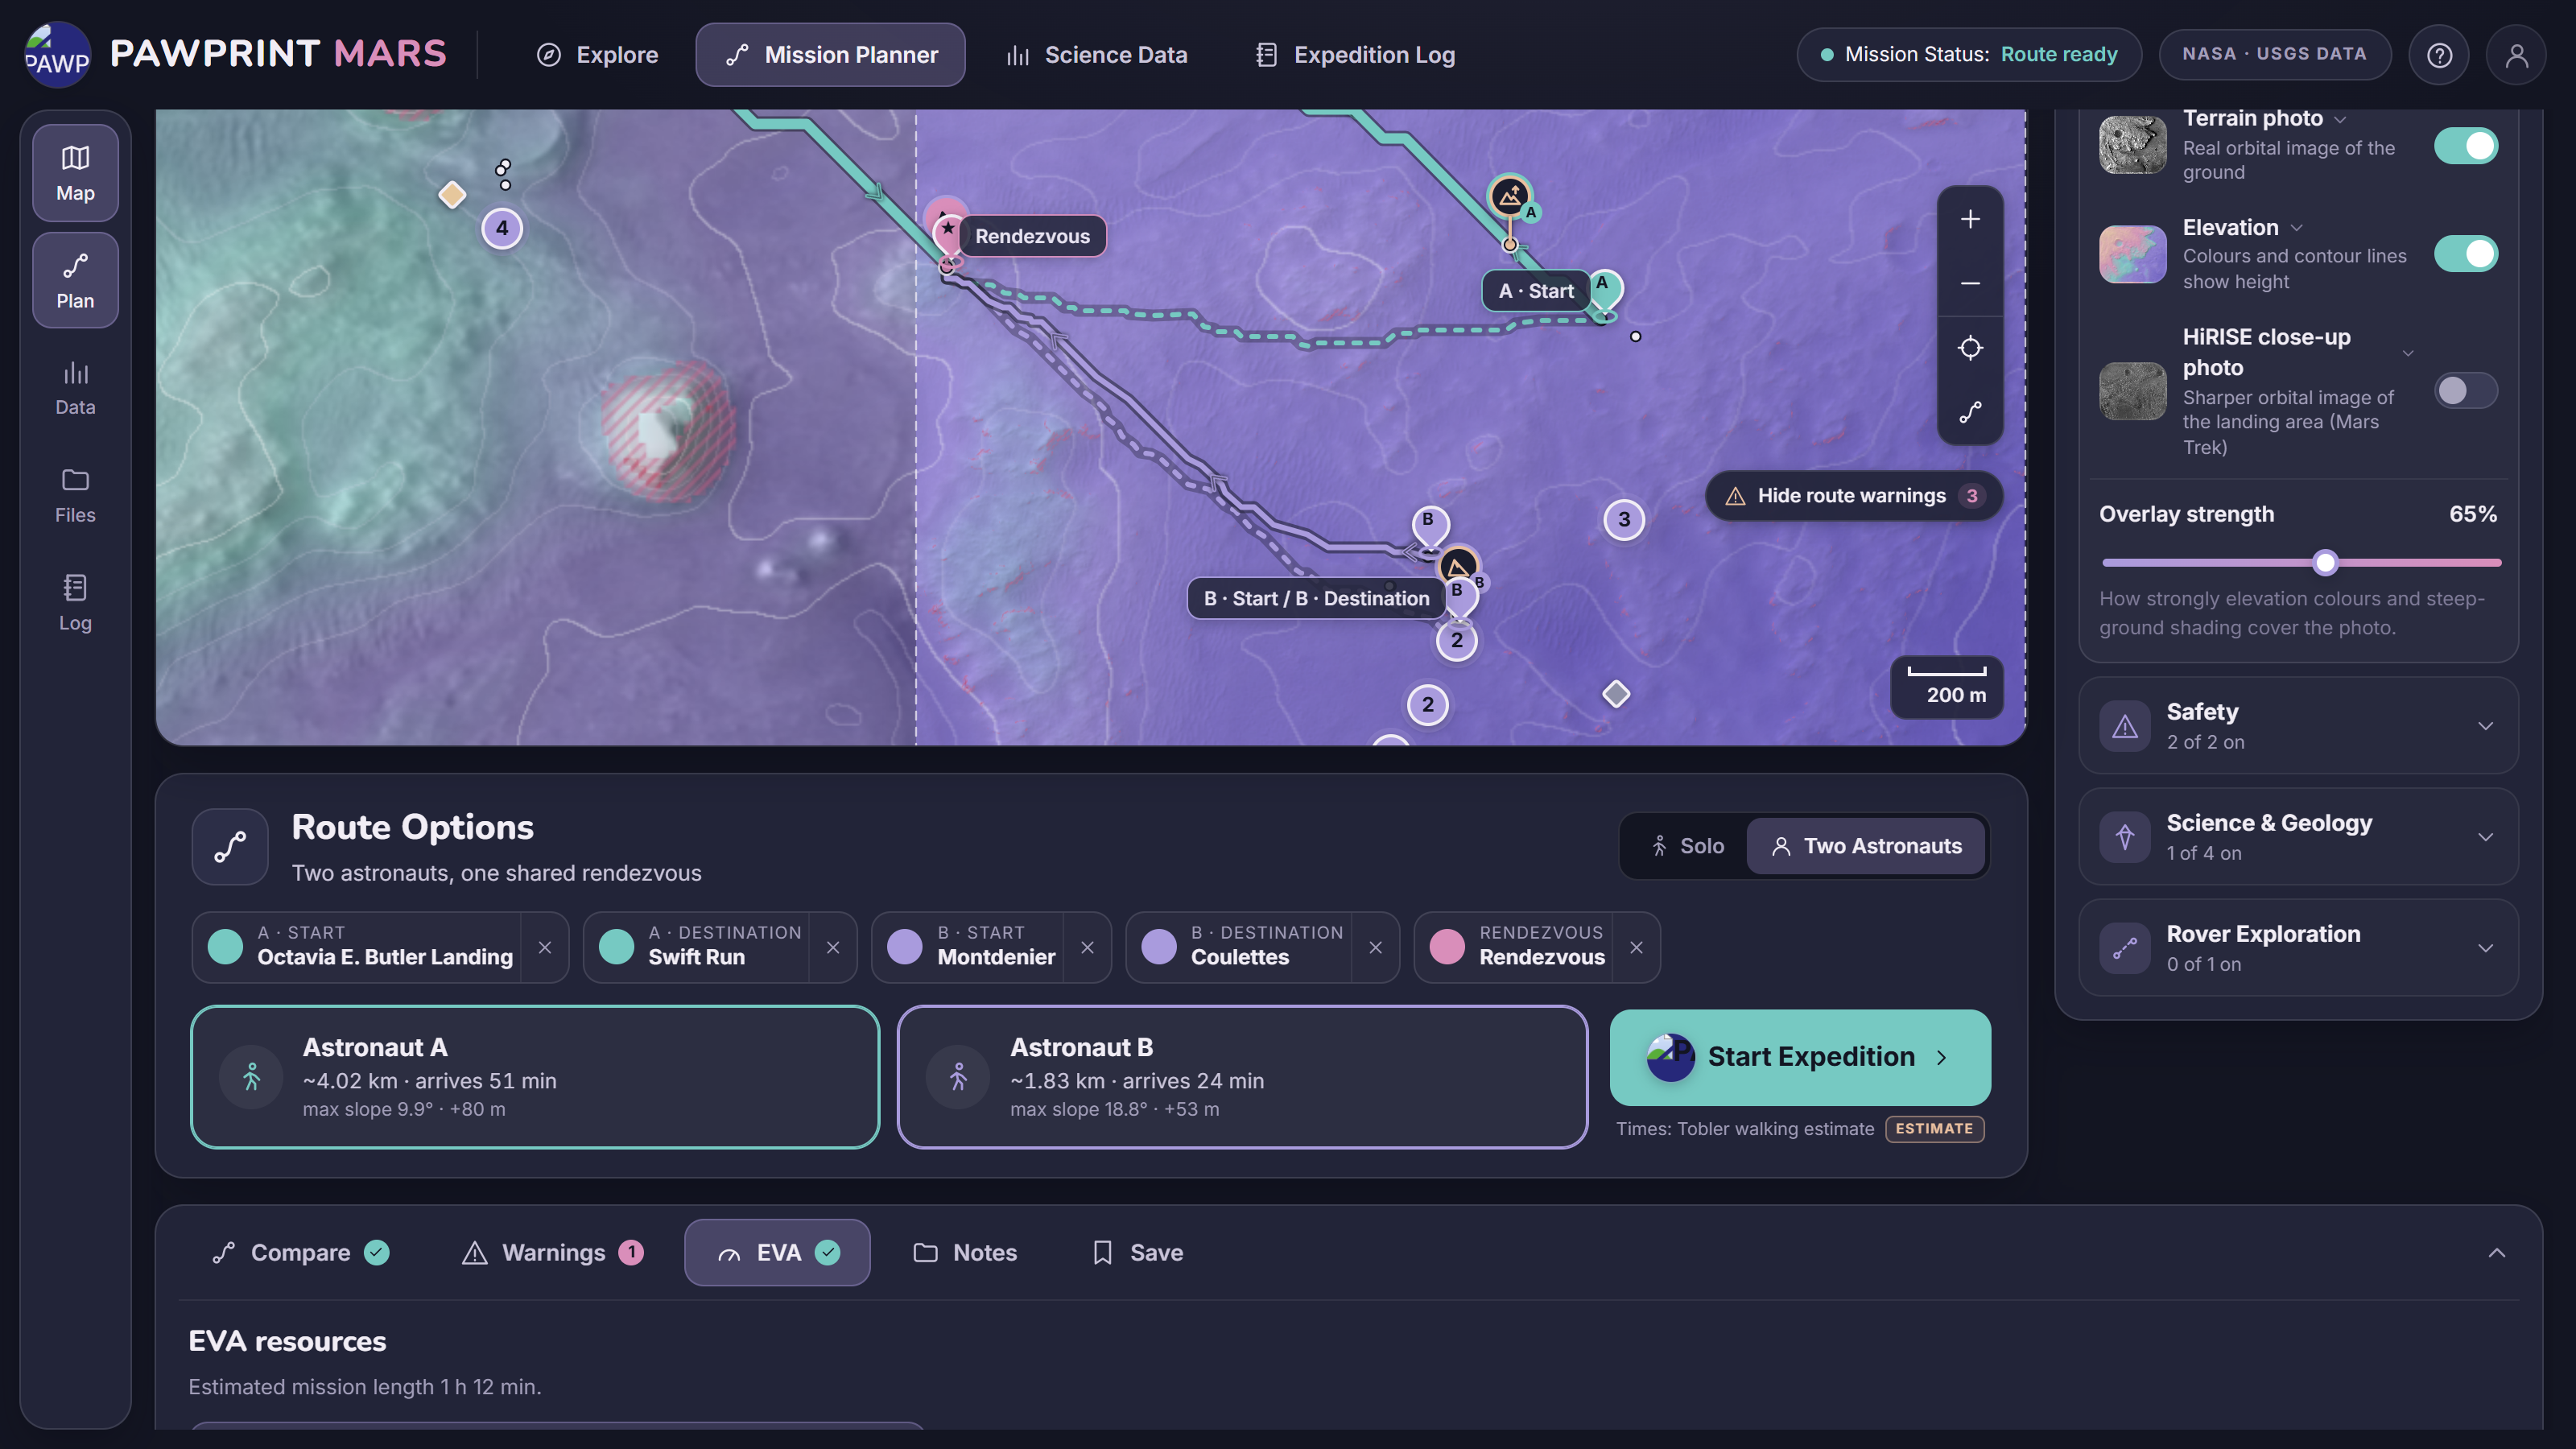 PAWP
PAWPRINT MARS
Explore
Mission Planner
Science Data
Expedition Log
Mission Status: Route ready
NASA · USGS DATA
Map
Plan
Data
Files
Log
4
Rendezvous
A
A · Start
A
Hide route warnings 3
3
B
B
B
B · Start / B · Destination
2
2
200 m
Terrain photo
Real orbital image of the
ground
Elevation
Colours and contour lines
show height
HiRISE close-up
photo
Sharper orbital image of
the landing area (Mars
Trek)
Overlay strength 65%
How strongly elevation colours and steep-
ground shading cover the photo.
Safety
2 of 2 on
Science & Geology
1 of 4 on
Rover Exploration
0 of 1 on
Route Options
Two astronauts, one shared rendezvous
Solo
Two Astronauts
A · START
Octavia E. Butler Landing
A · DESTINATION
Swift Run
B · START
Montdenier
B · DESTINATION
Coulettes
RENDEZVOUS
Rendezvous
Astronaut A
~4.02 km · arrives 51 min
max slope 9.9° · +80 m
Astronaut B
~1.83 km · arrives 24 min
max slope 18.8° · +53 m
Start Expedition
Times: Tobler walking estimate ESTIMATE
Compare
Warnings 1
EVA
Notes
Save
EVA resources
Estimated mission length 1 h 12 min.